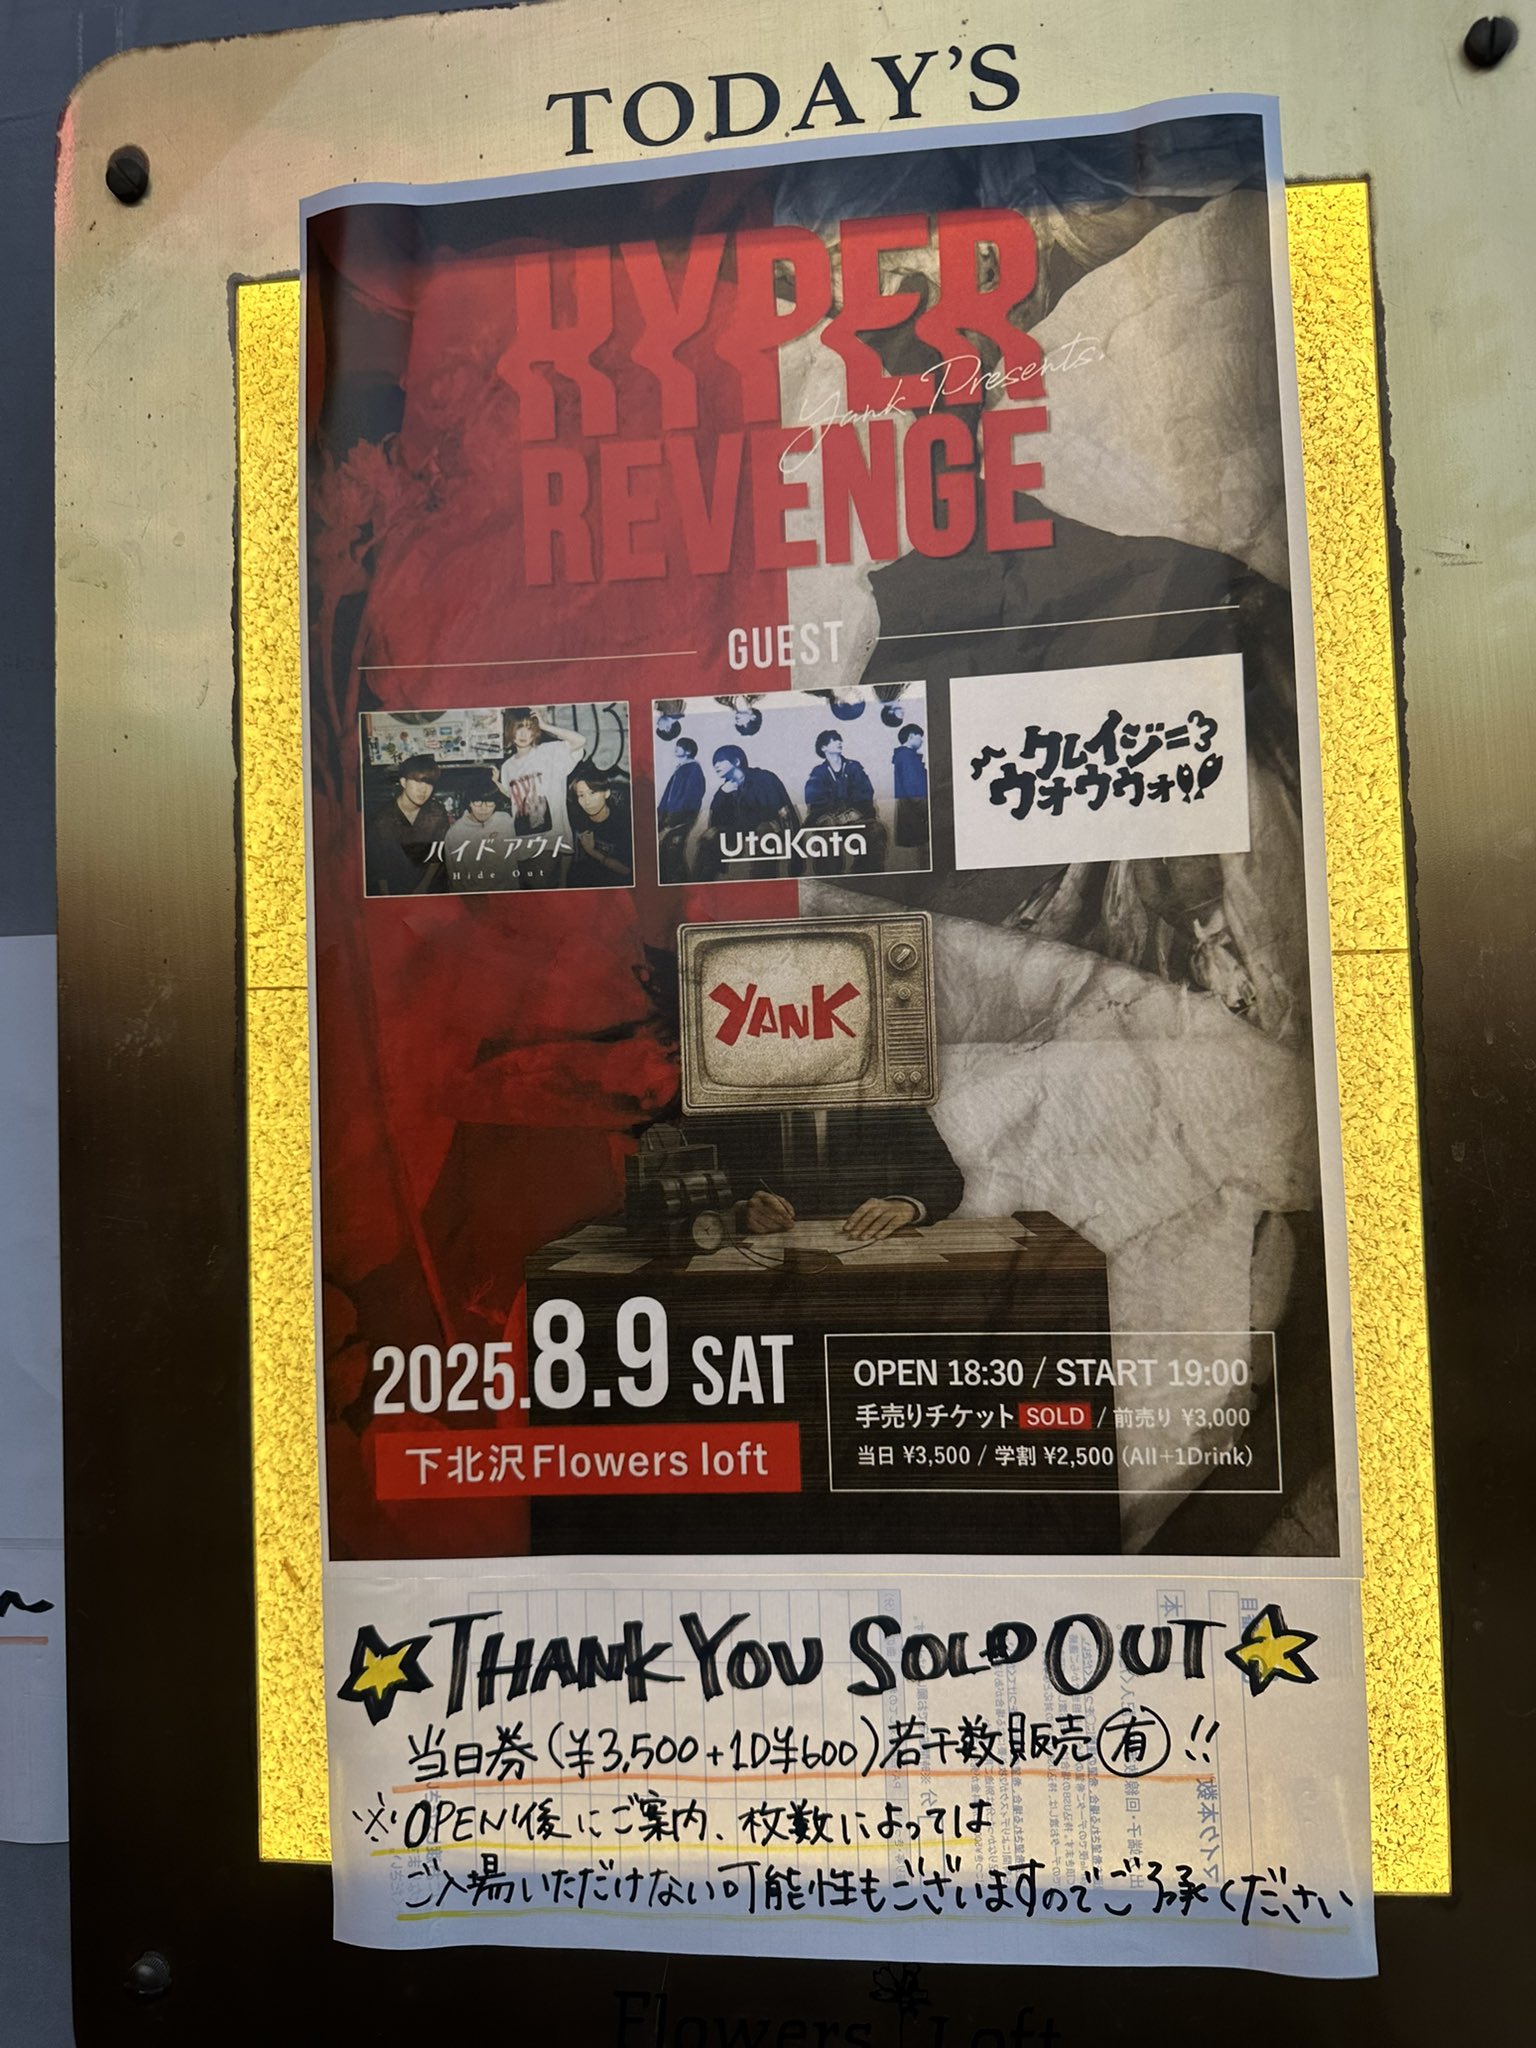 TODAY'S
HYPER
Yank Presents.
REVENGE
GUEST
ハイドアウト
Hide Out
Utakata
クレイジー
ウォウウォ
YANK
2025.8.9 SAT
下北沢Flowers loft
OPEN 18:30 / START 19:00
手売りチケット SOLD / 前売り ¥3,000
当日 ¥3,500 / 学割 ¥2,500 (All+1Drink)
THANK YOU SOLD OUT
当日券(¥3,500+1D¥600)若干数販売有!!
※OPEN後にご案内、枚数によっては
ご入場いただけない可能性もございますのでご了承ください
Flowers Loft